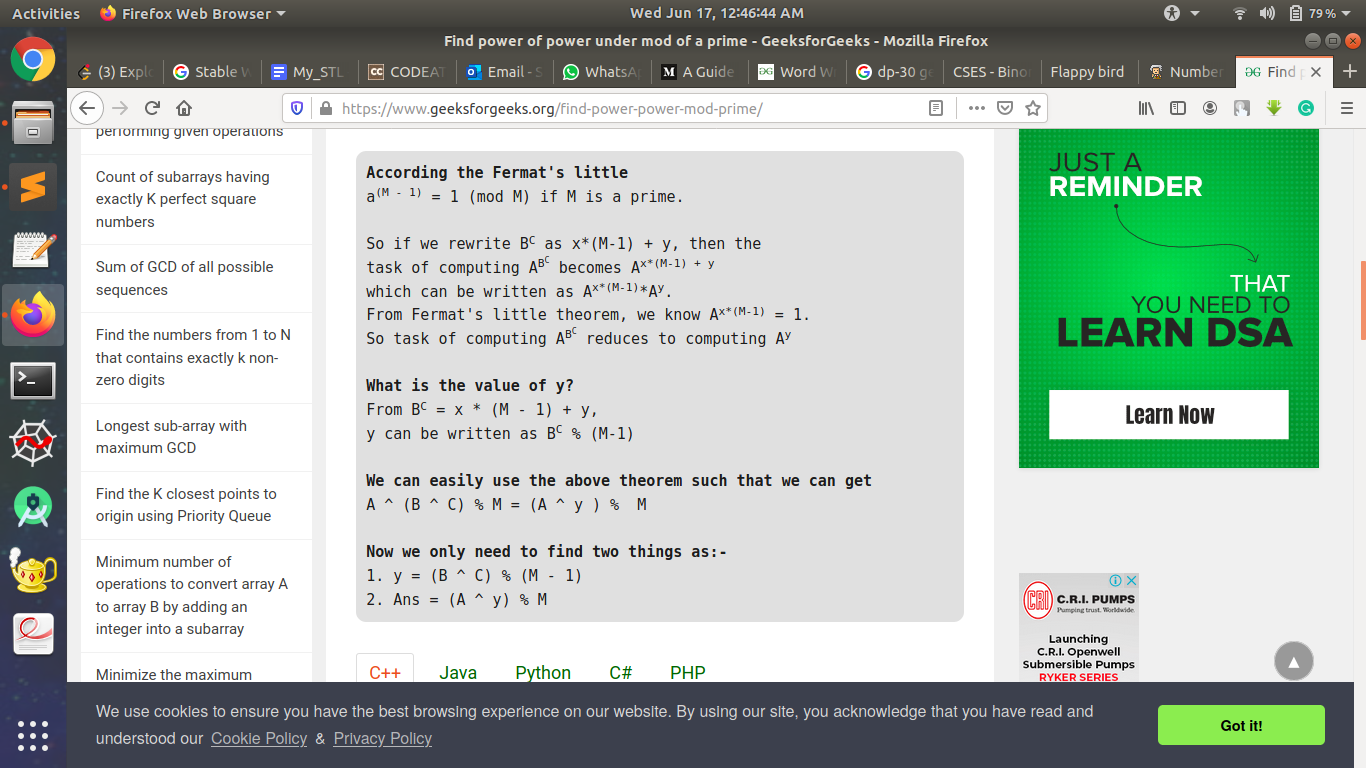 Activities Firefox Web Browser Wed Jun 17, 12:46:44 AM 79 %
Find power of power under mod of a prime - GeeksforGeeks - Mozilla Firefox
(3) Explo Stable W My_STL CODEAT Email - S WhatsA A Guide Word W dp-30 ge CSES - Bino Flappy bird Number Find p
https://www.geeksforgeeks.org/find-power-power-mod-prime/
performing given operations
Count of subarrays having
exactly K perfect square
numbers
Sum of GCD of all possible
sequences
Find the numbers from 1 to N
that contains exactly k non-
zero digits
Longest sub-array with
maximum GCD
Find the K closest points to
origin using Priority Queue
Minimum number of
operations to convert array A
to array B by adding an
integer into a subarray
Minimize the maximum
According the Fermat's little
a^(M - 1) = 1 (mod M) if M is a prime.
So if we rewrite B^C as x*(M-1) + y, then the
task of computing A^B^C becomes A^x*(M-1) + y
which can be written as A^x*(M-1)*A^y.
From Fermat's little theorem, we know A^x*(M-1) = 1.
So task of computing A^B^C reduces to computing A^y
What is the value of y?
From B^C = x * (M - 1) + y,
y can be written as B^C % (M-1)
We can easily use the above theorem such that we can get
A ^ (B ^ C) % M = (A ^ y ) %  M
Now we only need to find two things as:-
1. y = (B ^ C) % (M - 1)
2. Ans = (A ^ y) % M
C++ Java Python C# PHP
JUST A
REMINDER
THAT
YOU NEED TO
LEARN DSA
Learn Now
CRI C.R.I. PUMPS
Pumping trust. Worldwide.
Launching
C.R.I. Openwell
Submersible Pumps
RYKER SERIES
We use cookies to ensure you have the best browsing experience on our website. By using our site, you acknowledge that you have read and
understood our Cookie Policy & Privacy Policy
Got it!